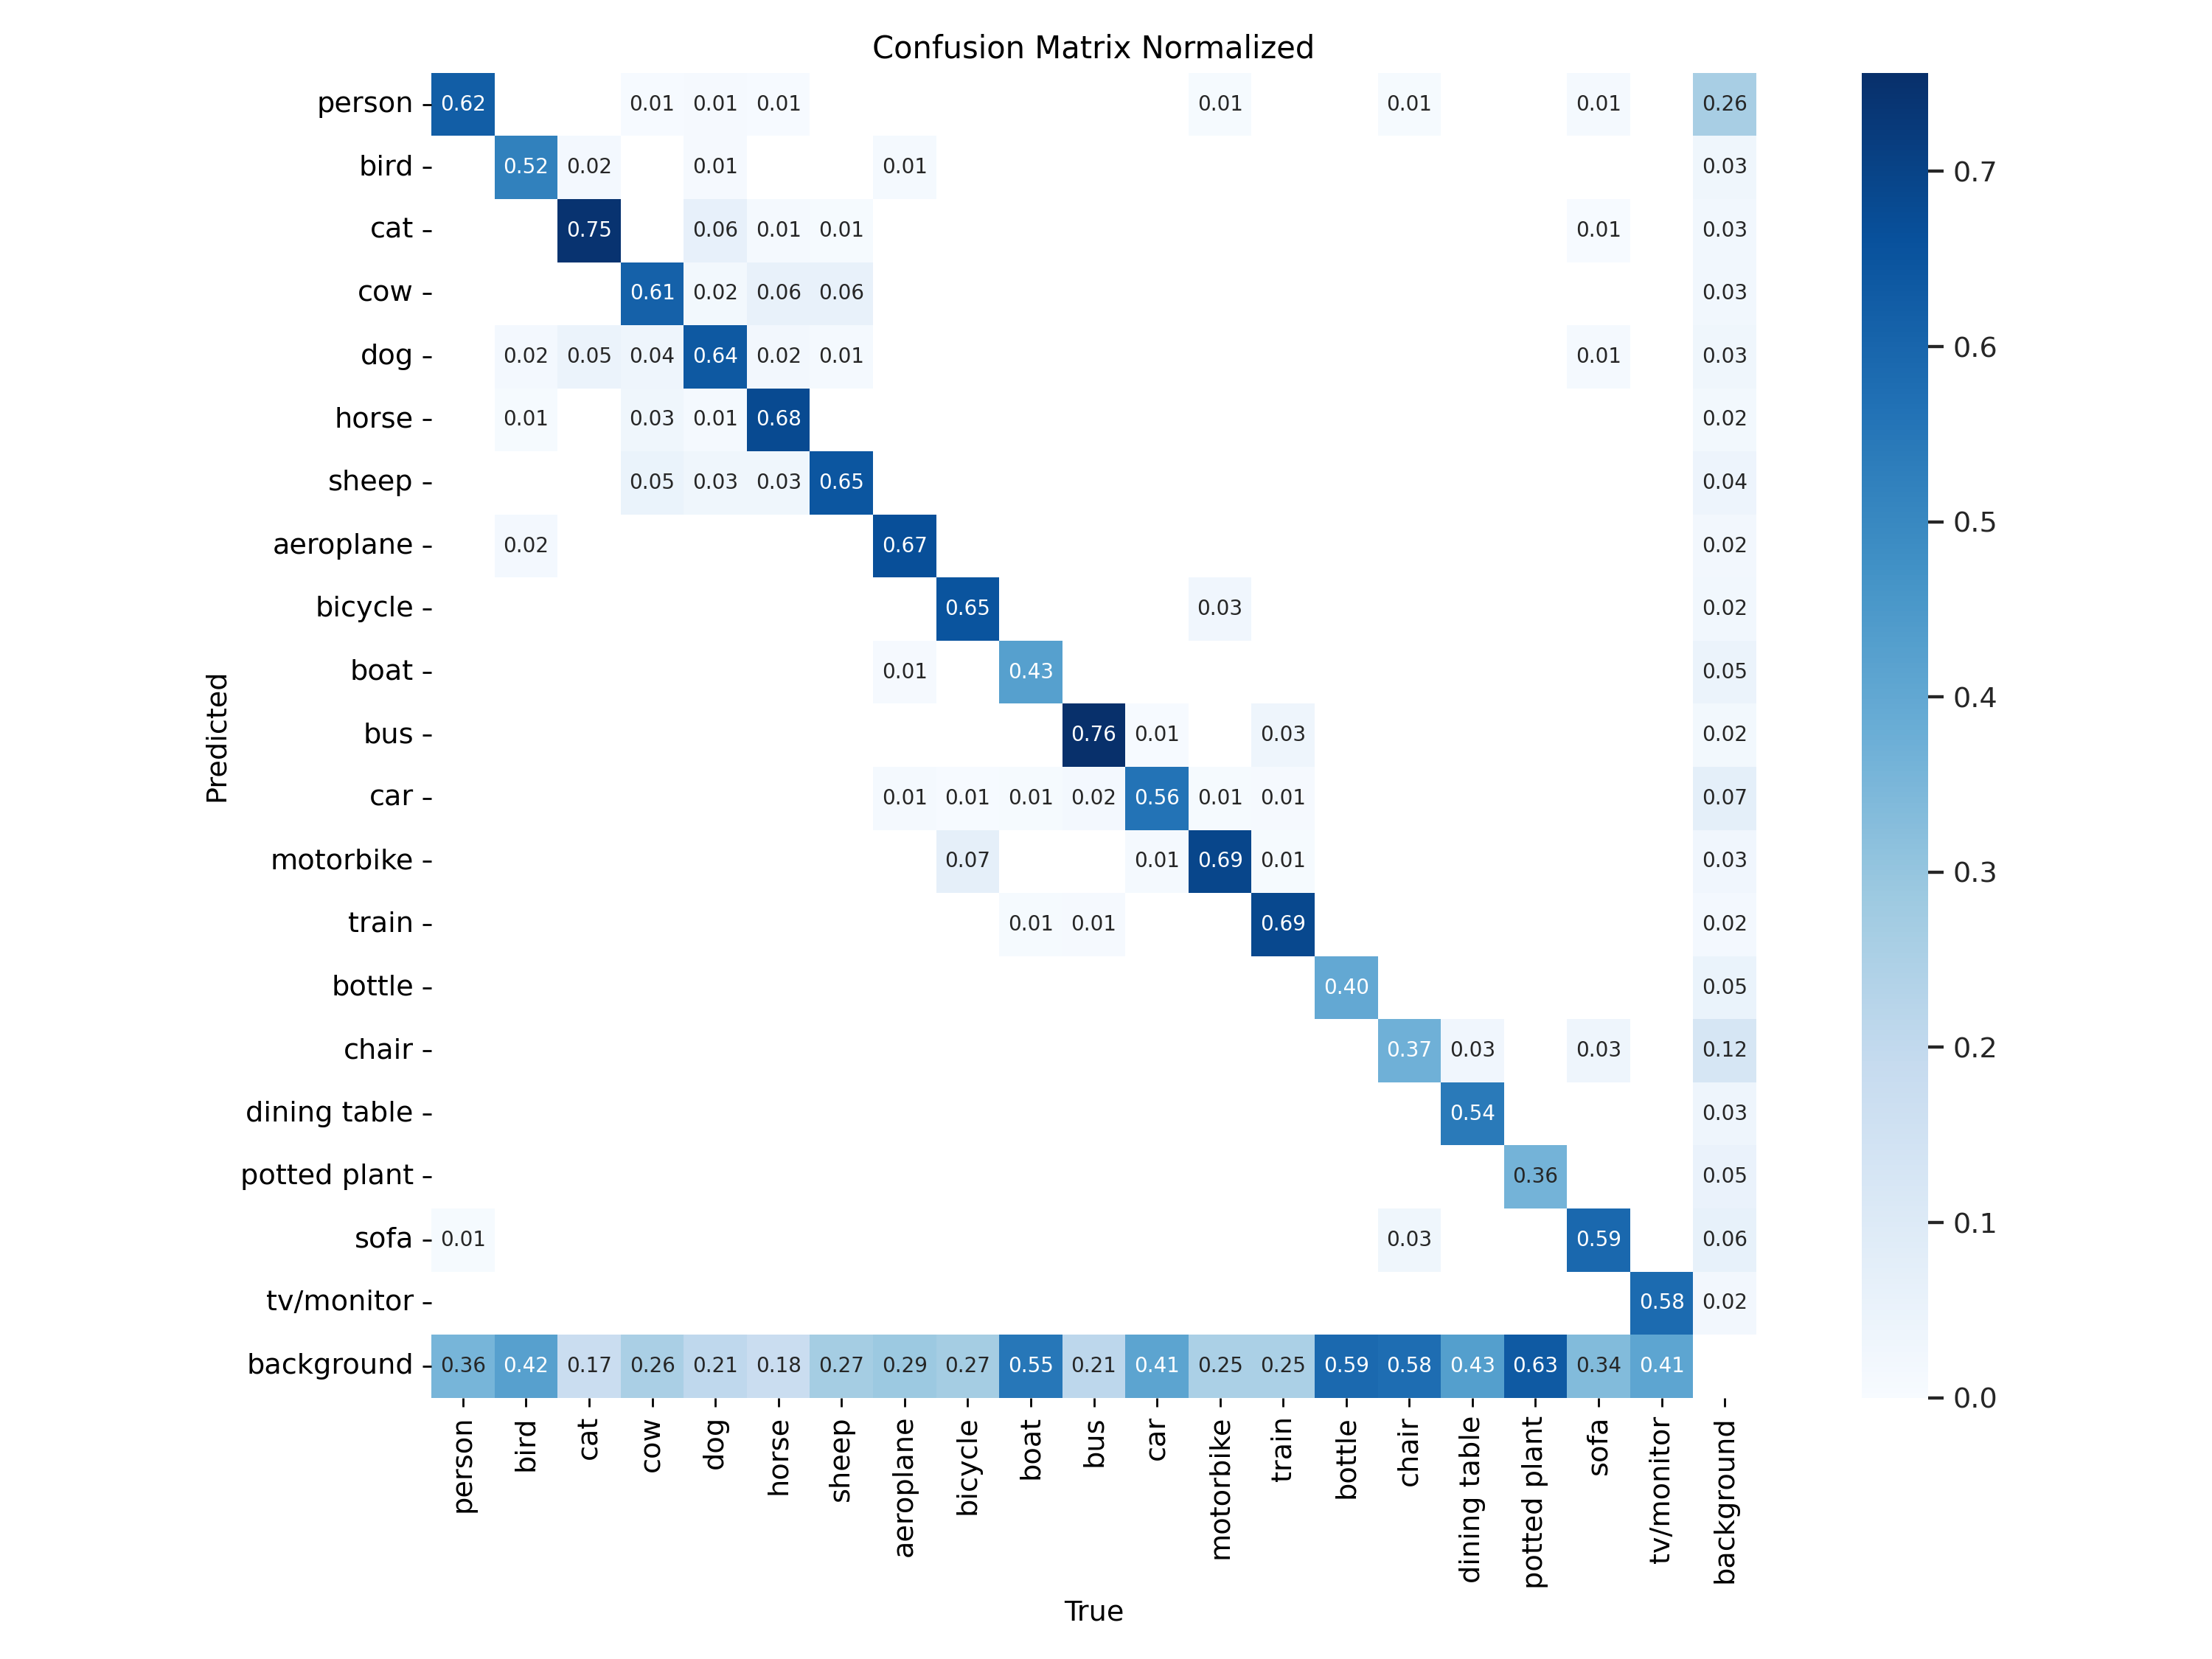 Confusion Matrix Normalized
person 0.62 0.01 0.01 0.01 0.01 0.01 0.01 0.26
bird 0.52 0.02 0.01 0.01 0.03
cat 0.75 0.06 0.01 0.01 0.01 0.03
cow 0.61 0.02 0.06 0.06 0.03
dog 0.02 0.05 0.04 0.64 0.02 0.01 0.01 0.03
horse 0.01 0.03 0.01 0.68 0.02
sheep 0.05 0.03 0.03 0.65 0.04
aeroplane 0.02 0.67 0.02
bicycle 0.65 0.03 0.02
boat 0.01 0.43 0.05
bus 0.76 0.01 0.03 0.02
car 0.01 0.01 0.01 0.02 0.56 0.01 0.01 0.07
motorbike 0.07 0.01 0.69 0.01 0.03
train 0.01 0.01 0.69 0.02
bottle 0.40 0.05
chair 0.37 0.03 0.03 0.12
dining table 0.54 0.03
potted plant 0.36 0.05
sofa 0.01 0.03 0.59 0.06
tv/monitor 0.58 0.02
background 0.36 0.42 0.17 0.26 0.21 0.18 0.27 0.29 0.27 0.55 0.21 0.41 0.25 0.25 0.59 0.58 0.43 0.63 0.34 0.41
person bird cat cow dog horse sheep aeroplane bicycle boat bus car motorbike train bottle chair dining table potted plant sofa tv/monitor background
True
Predicted
0.7
0.6
0.5
0.4
0.3
0.2
0.1
0.0